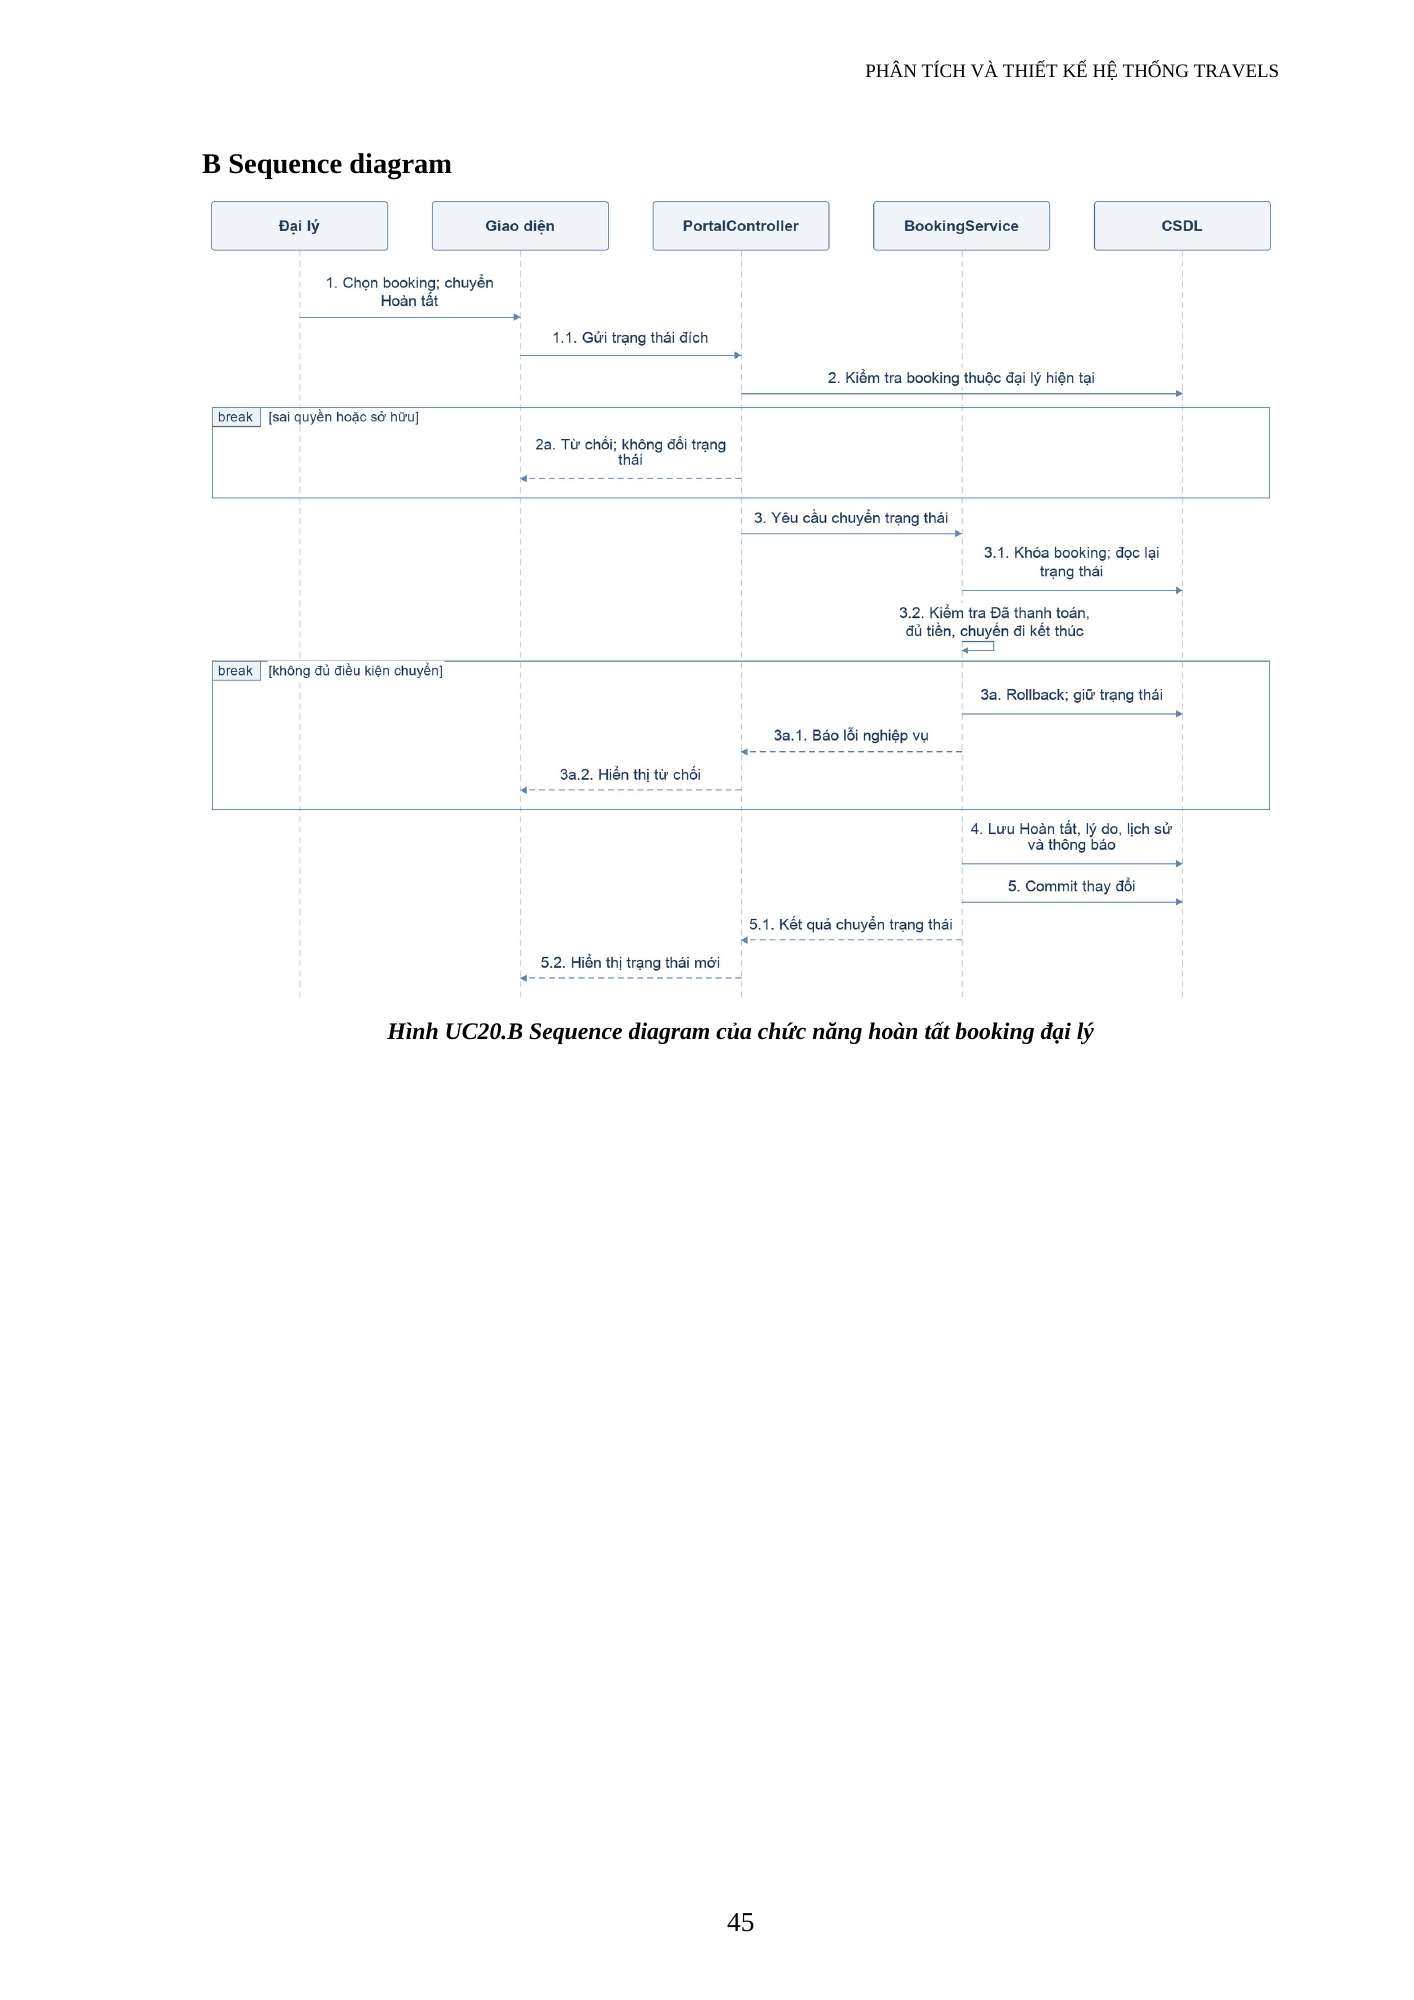 PHÂN TÍCH VÀ THIẾT KẾ HỆ THỐNG TRAVELS
B Sequence diagram
Đại lý
Giao diện
PortalController
BookingService
CSDL
1. Chọn booking; chuyển
Hoàn tất
1.1. Gửi trạng thái đích
2. Kiểm tra booking thuộc đại lý hiện tại
break [sai quyền hoặc sở hữu]
2a. Từ chối; không đổi trạng
thái
3. Yêu cầu chuyển trạng thái
3.1. Khóa booking; đọc lại
trạng thái
3.2. Kiểm tra Đã thanh toán,
đủ tiền, chuyến đi kết thúc
break [không đủ điều kiện chuyển]
3a. Rollback; giữ trạng thái
3a.1. Báo lỗi nghiệp vụ
3a.2. Hiển thị từ chối
4. Lưu Hoàn tất, lý do, lịch sử
và thông báo
5. Commit thay đổi
5.1. Kết quả chuyển trạng thái
5.2. Hiển thị trạng thái mới
Hình UC20.B Sequence diagram của chức năng hoàn tất booking đại lý
45